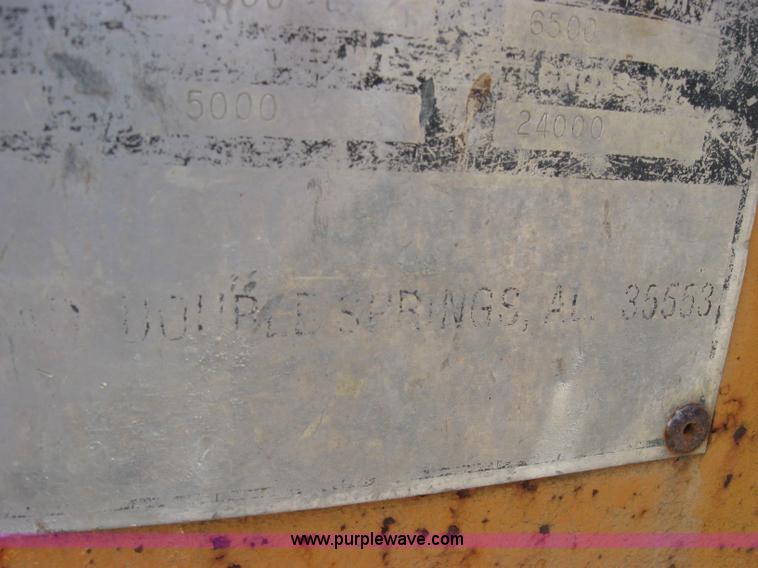 6500
5000
24000
DOUBLE SPRINGS, AL. 35553
www.purplewave.com